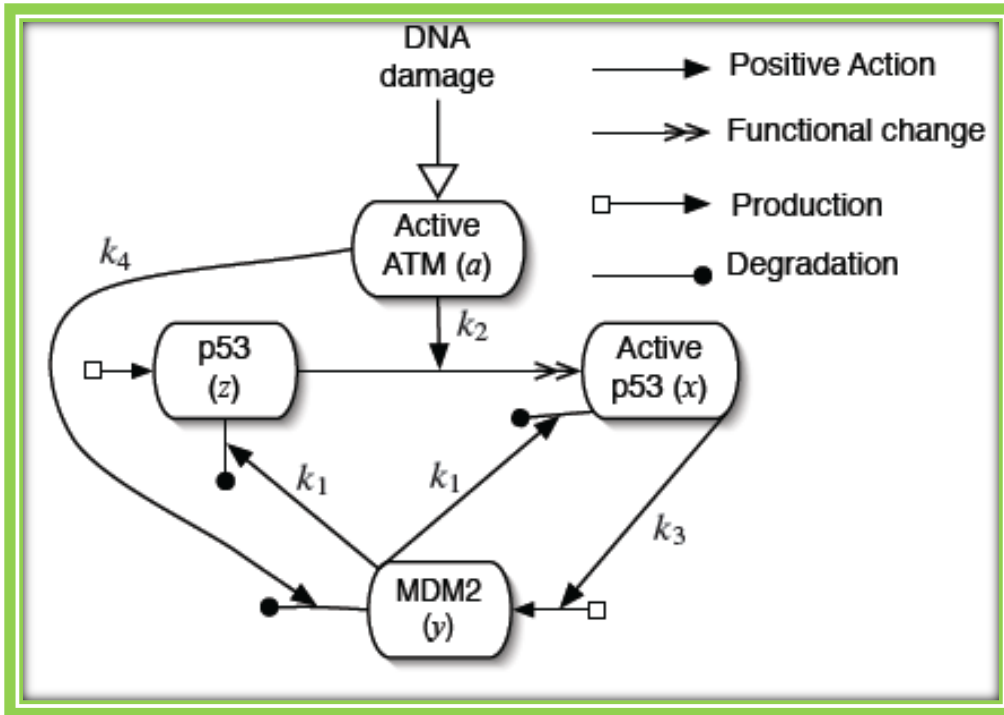 DNA
damage
Positive Action
Functional change
Production
Degradation
Active
ATM (a)
k4
k2
p53
(z)
Active
p53 (x)
k1
k1
k3
MDM2
(y)